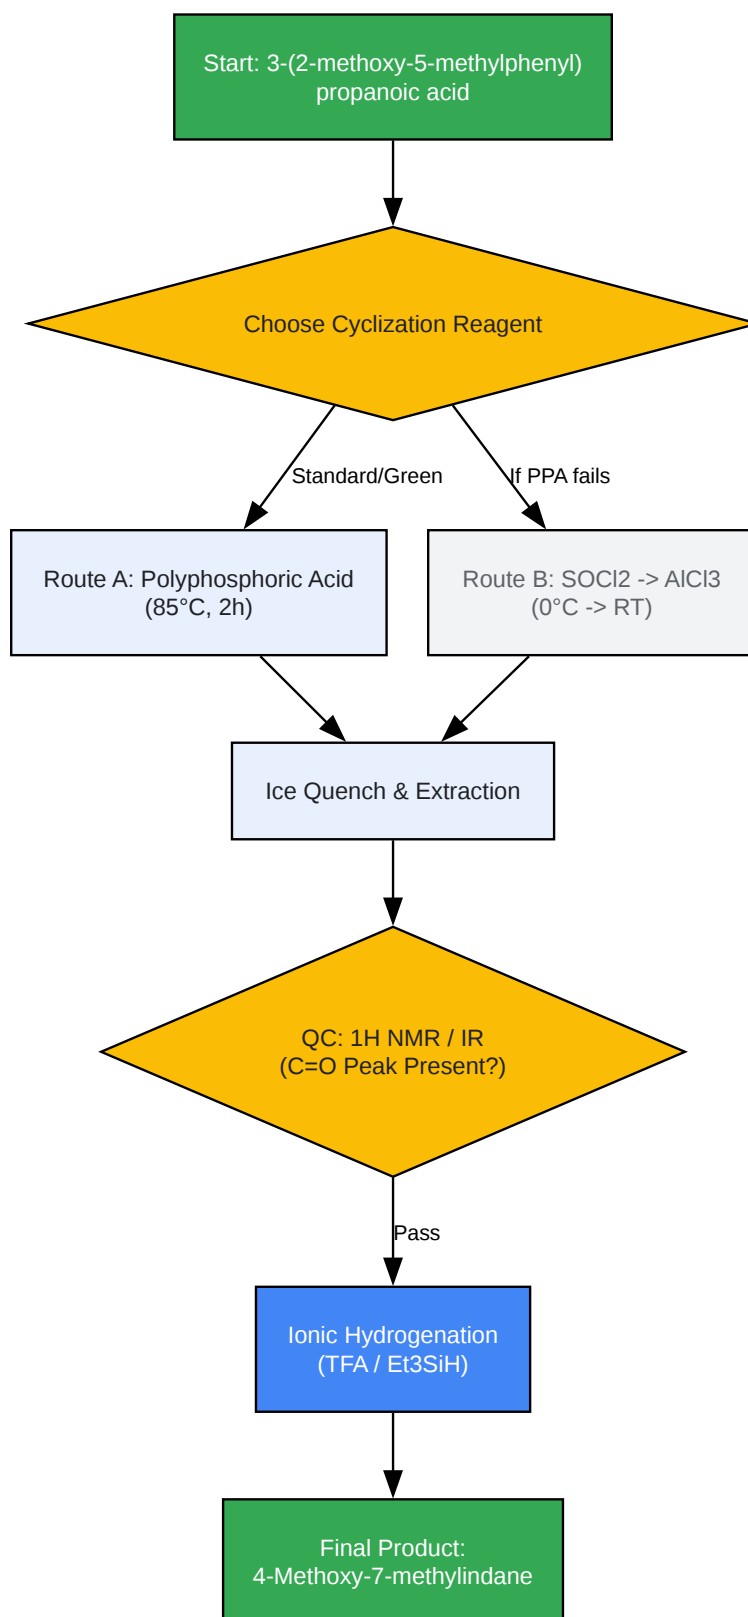 Start: 3-(2-methoxy-5-methylphenyl)
propanoic acid
Choose Cyclization Reagent
Standard/Green
If PPA fails
Route A: Polyphosphoric Acid
(85°C, 2h)
Route B: SOCl2 -> AlCl3
(0°C -> RT)
Ice Quench & Extraction
QC: 1H NMR / IR
(C=O Peak Present?)
Pass
Ionic Hydrogenation
(TFA / Et3SiH)
Final Product:
4-Methoxy-7-methylindane